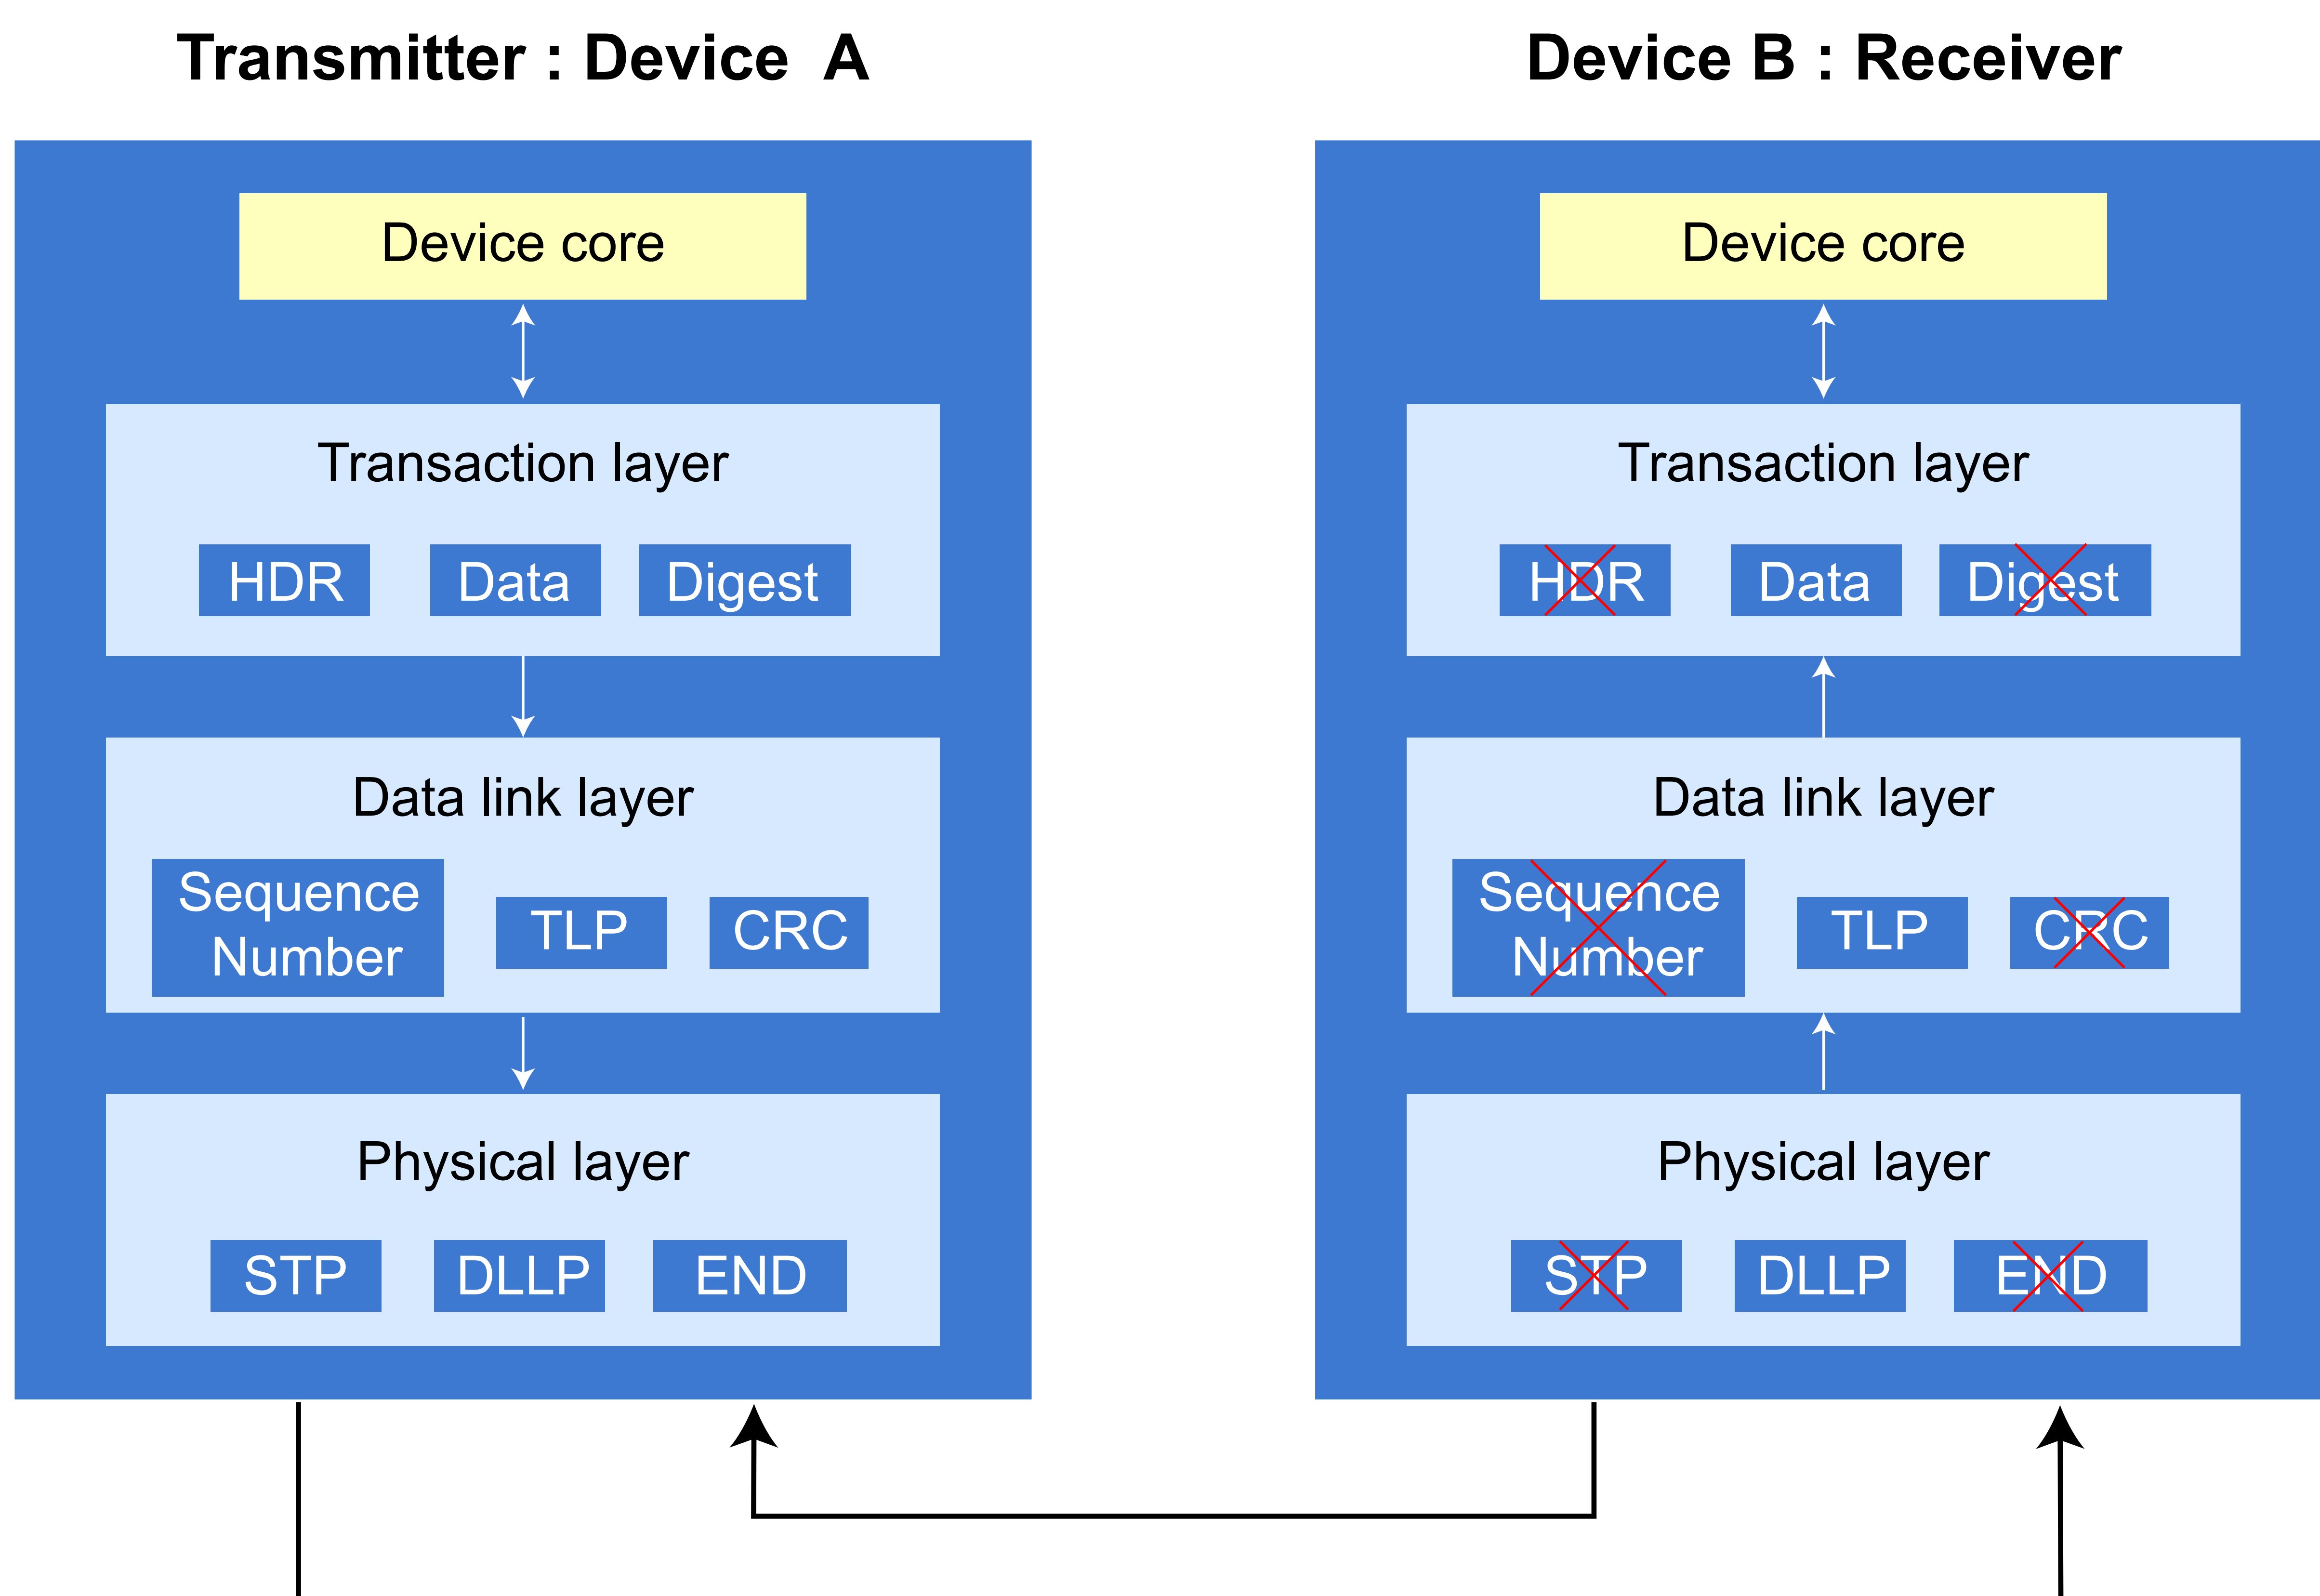 Transmitter : Device A
Device core
Transaction layer
HDR
Data
Digest
Data link layer
Sequence
Number
TLP
CRC
Physical layer
STP
DLLP
END
Device B : Receiver
Device core
Transaction layer
HDR
Data
Digest
Data link layer
Sequence
Number
TLP
CRC
Physical layer
STP
DLLP
END